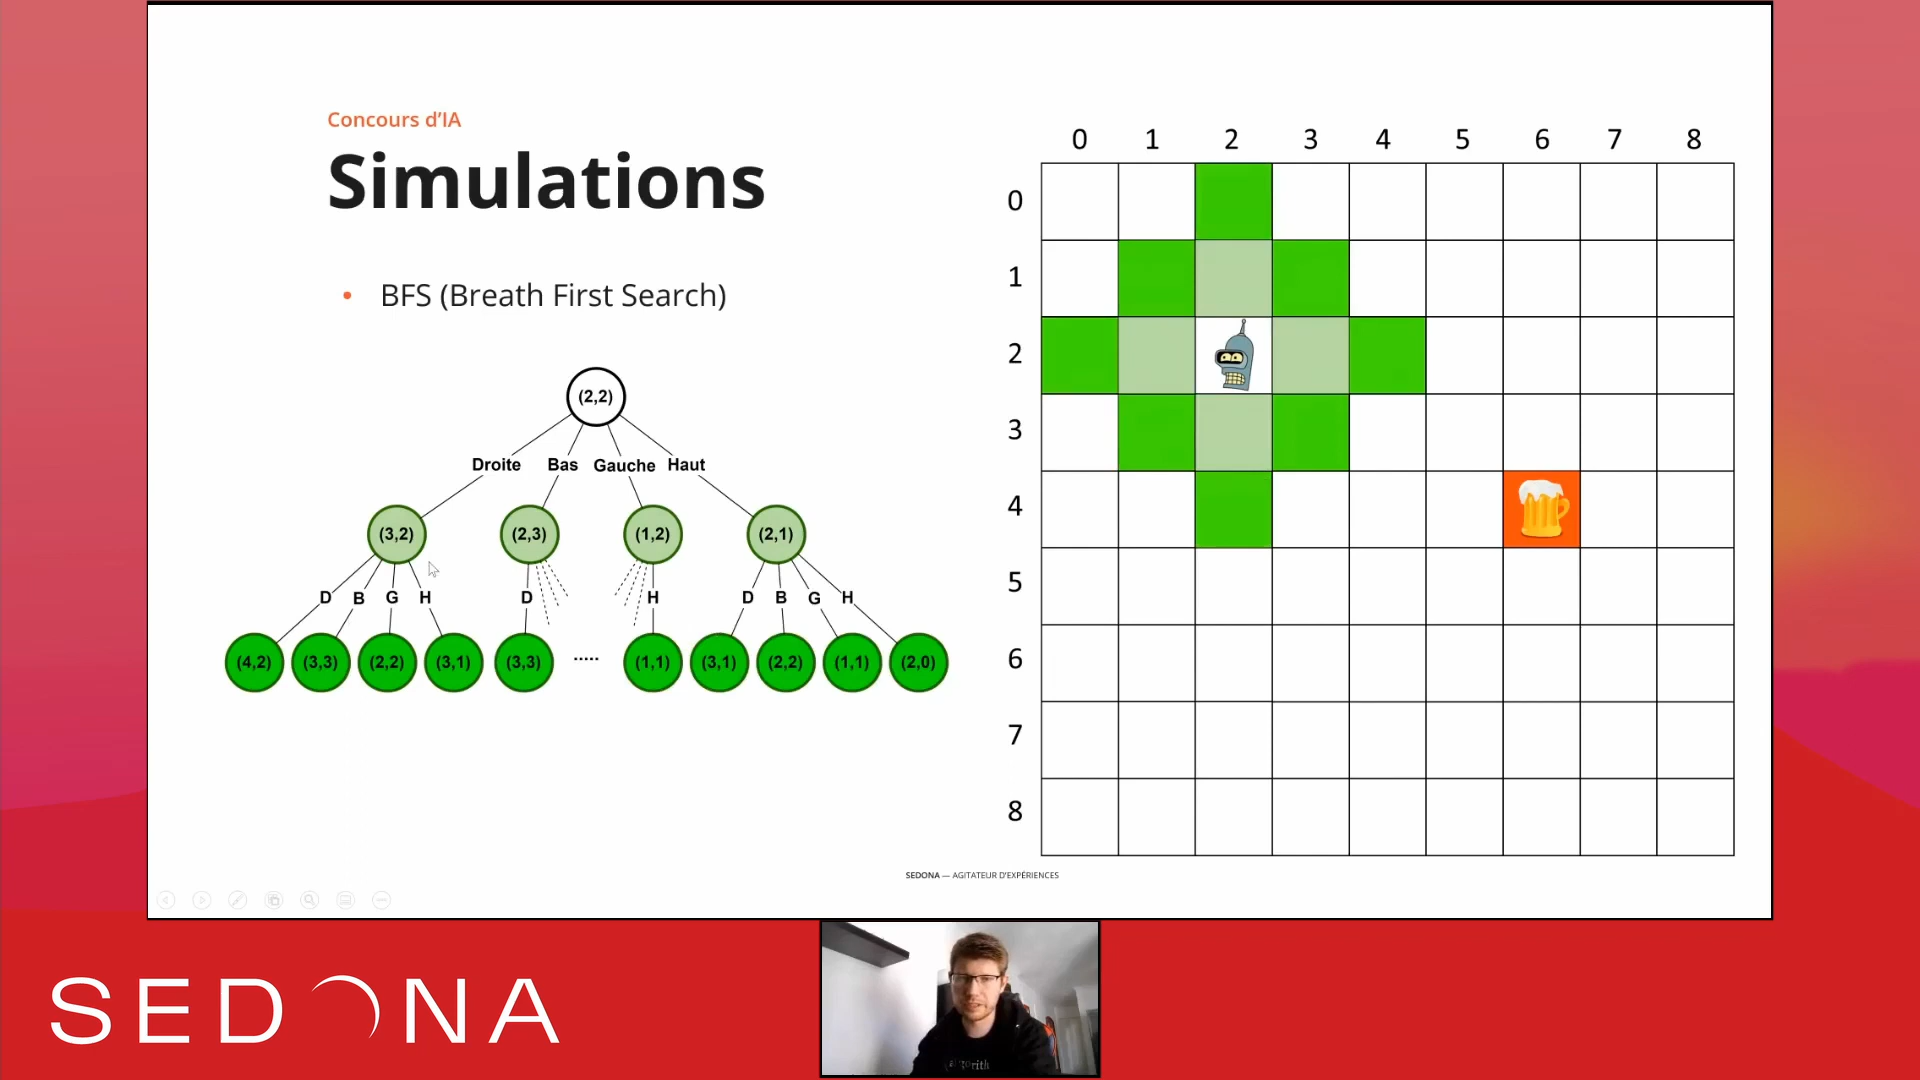 Concours d’IA
Simulations
• BFS (Breath First Search)
(2,2)
Droite Bas Gauche Haut
(3,2) (2,3) (1,2) (2,1)
D B G H D H D B G H
(4,2) (3,3) (2,2) (3,1) (3,3) ..... (1,1) (3,1) (2,2) (1,1) (2,0)
0 1 2 3 4 5 6 7 8
0
1
2
3
4
5
6
7
8
SEDONA — AGITATEUR D'EXPÉRIENCES
SEDONA